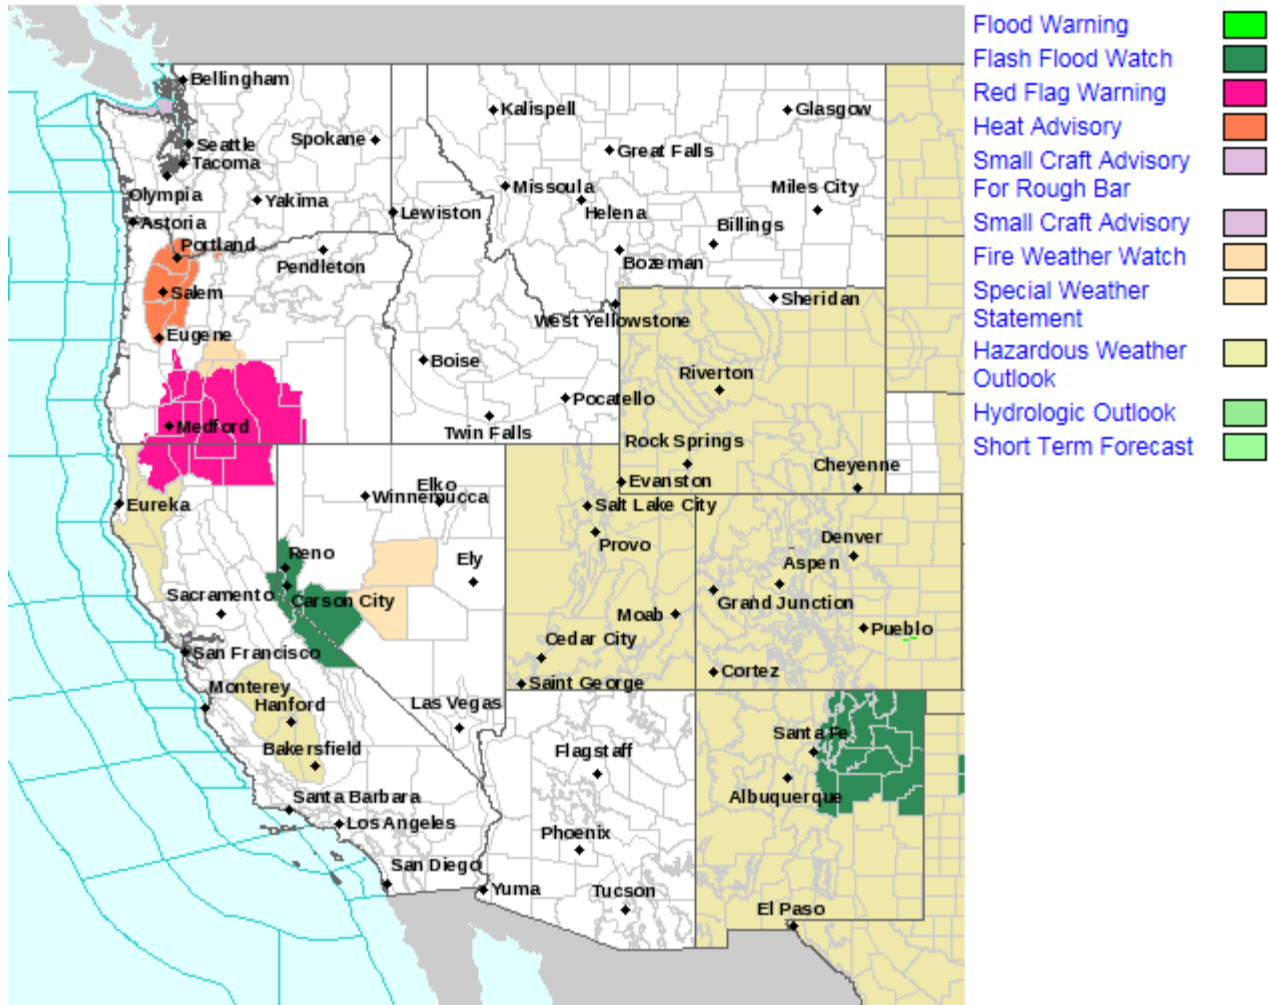 Bellingham
Kalispell
Glasgow
Spokane
Seattle
Great Falls
Tacoma
Missoula
Miles City
Olympia
Yakima
Helena
Lewiston
Astoria
Billings
Portland
Pendleton
Bozeman
Salem
Sheridan
West Yellowstone
Eugene
Boise
Riverton
Pocatello
Medford
Twin Falls
Rock Springs
Cheyenne
Elko
Evanston
Winnemucca
Eureka
Salt Lake City
Provo
Denver
Reno
Ely
Aspen
Sacramento
Carson City
Grand Junction
Moab
Pueblo
Cedar City
San Francisco
Cortez
Saint George
Monterey
Hanford
Las Vegas
Santa Fe
Bakersfield
Flagstaff
Albuquerque
Santa Barbara
Los Angeles
Phoenix
San Diego
Yuma
Tucson
El Paso
Flood Warning
Flash Flood Watch
Red Flag Warning
Heat Advisory
Small Craft Advisory
For Rough Bar
Small Craft Advisory
Fire Weather Watch
Special Weather
Statement
Hazardous Weather
Outlook
Hydrologic Outlook
Short Term Forecast